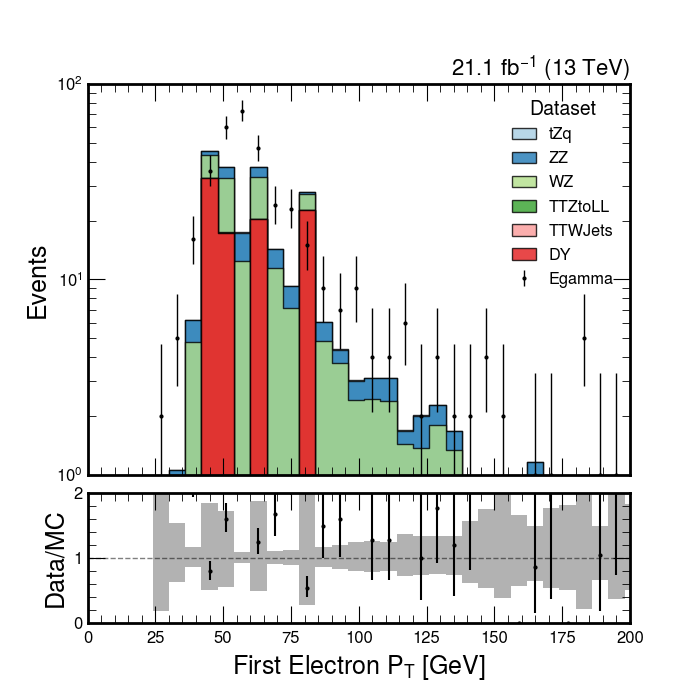 21.1 fb⁻¹ (13 TeV)
Events
10²
10¹
10⁰
Dataset
tZq
ZZ
WZ
TTZtoLL
TTWJets
DY
Egamma
Data/MC
2
1
0
0 25 50 75 100 125 150 175 200
First Electron P_T [GeV]